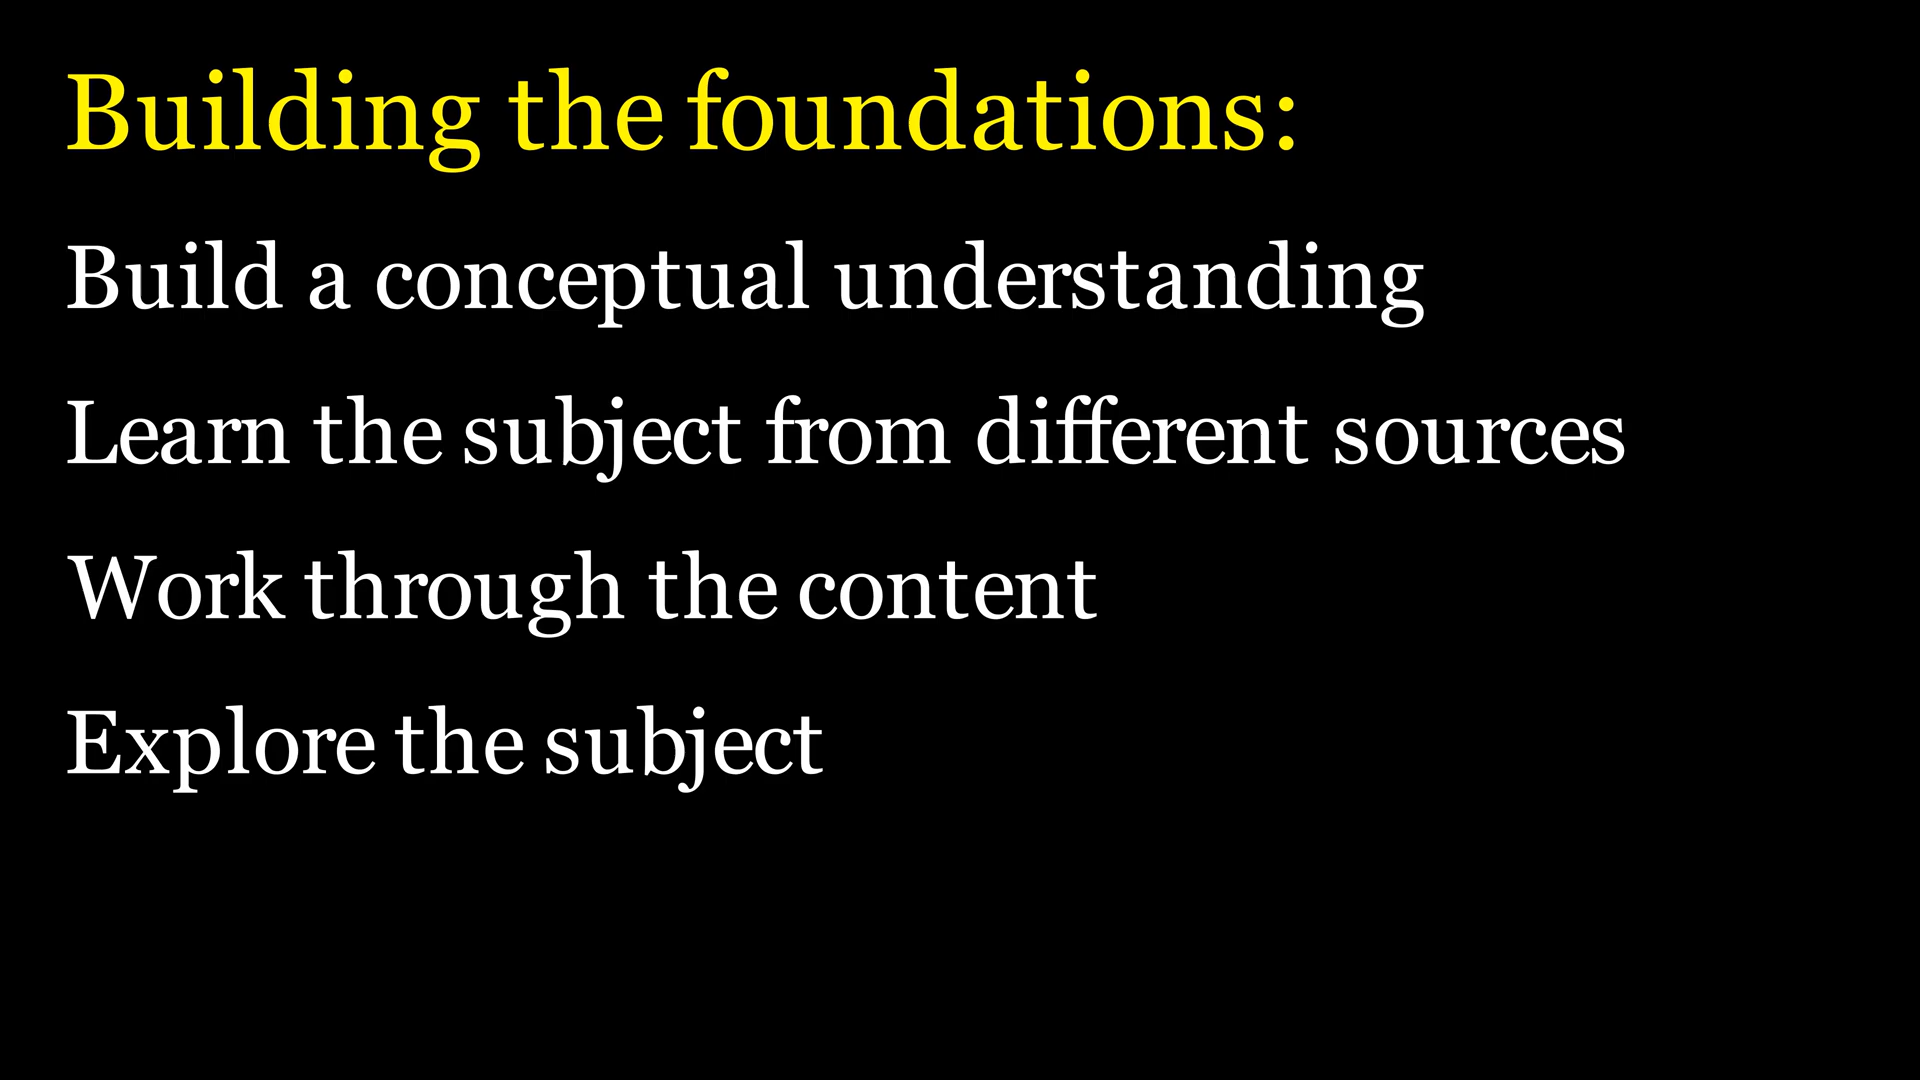 Building the foundations:
Build a conceptual understanding
Learn the subject from different sources
Work through the content
Explore the subject